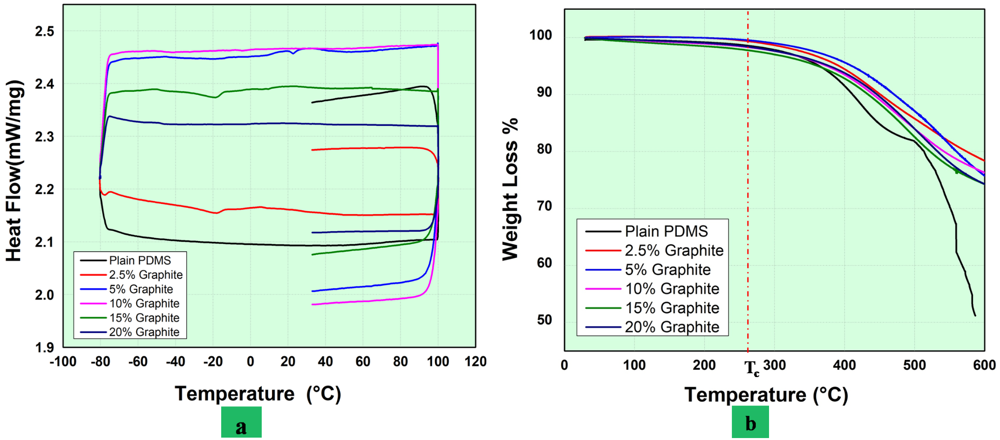 Heat Flow(mW/mg)
2.5
2.4
2.3
2.2
2.1
2.0
1.9
Plain PDMS
2.5% Graphite
5% Graphite
10% Graphite
15% Graphite
20% Graphite
-100 -80 -60 -40 -20 0 20 40 60 80 100 120
Temperature (°C)
a
Weight Loss %
100
90
80
70
60
50
Plain PDMS
2.5% Graphite
5% Graphite
10% Graphite
15% Graphite
20% Graphite
0 100 200 Tc 300 400 500 600
Temperature (°C)
b